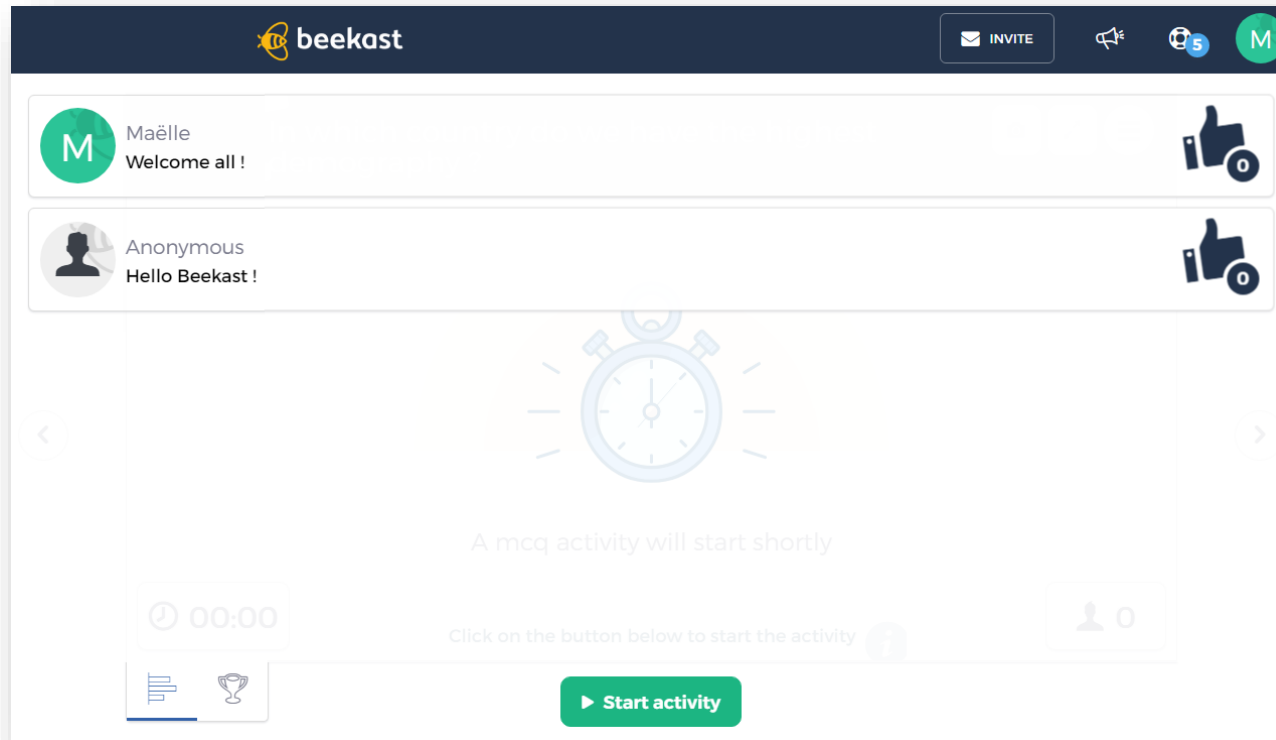 beekast
INVITE
5
M
M
Maëlle
Welcome all !
0
Anonymous
Hello Beekast !
0
A mcq activity will start shortly
00:00
0
Click on the button below to start the activity
Start activity